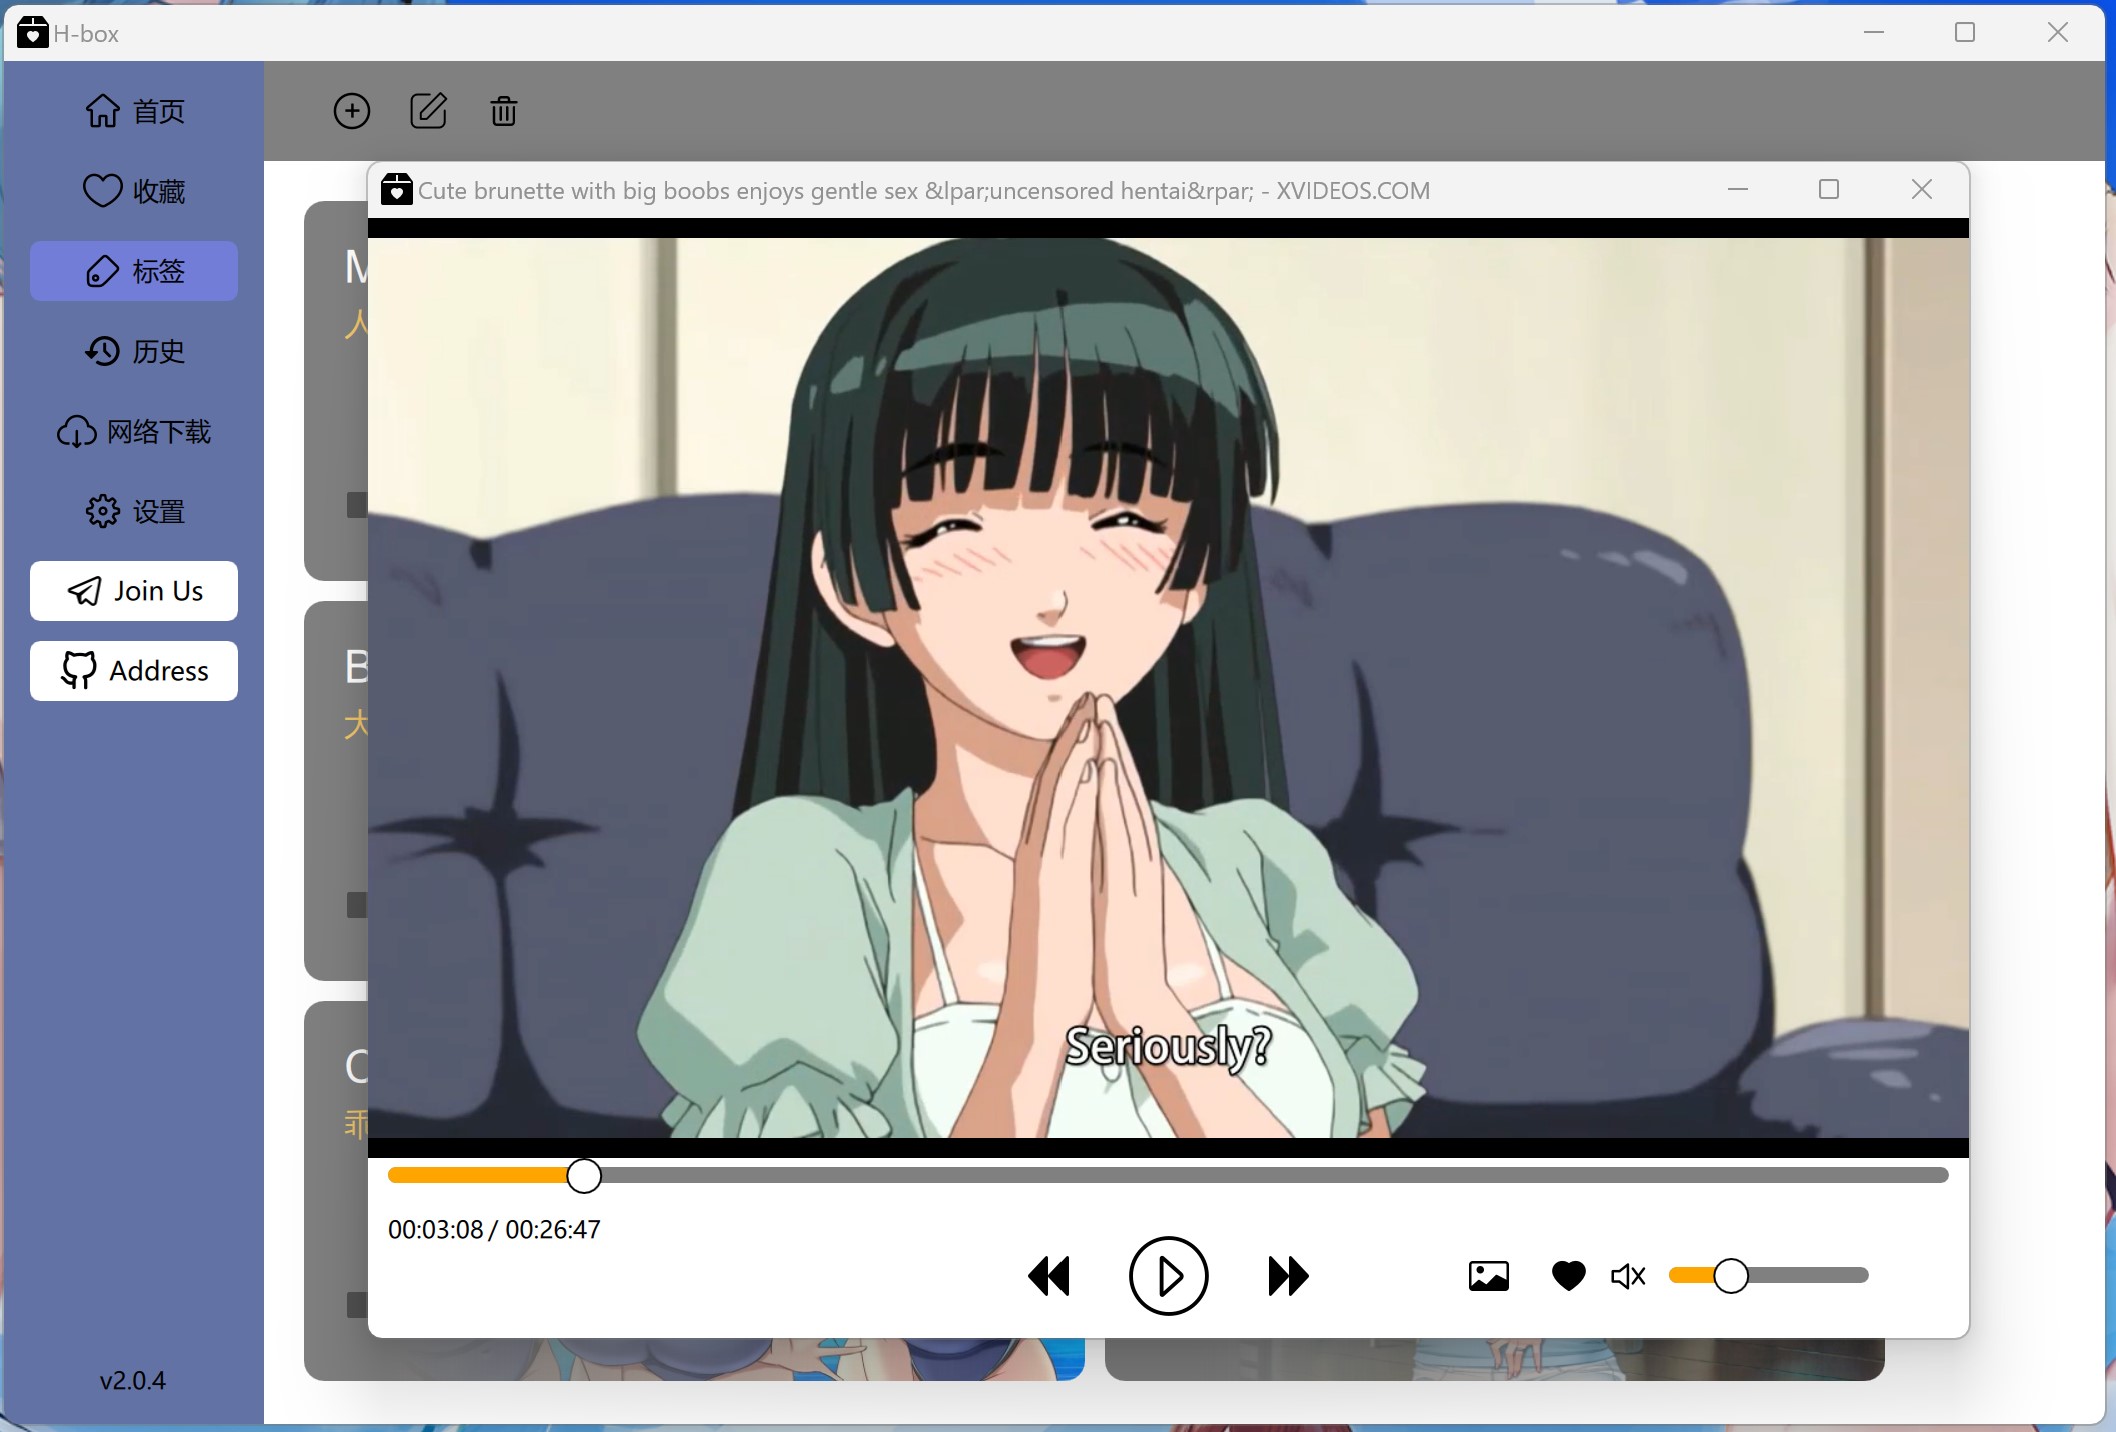 H-box
首页
收藏
标签
历史
网络下载
设置
Join Us
Address
v2.0.4
M
人
B
大
C
乖
Cute brunette with big boobs enjoys gentle sex &lpar;uncensored hentai&rpar; - XVIDEOS.COM
Seriously?
00:03:08 / 00:26:47